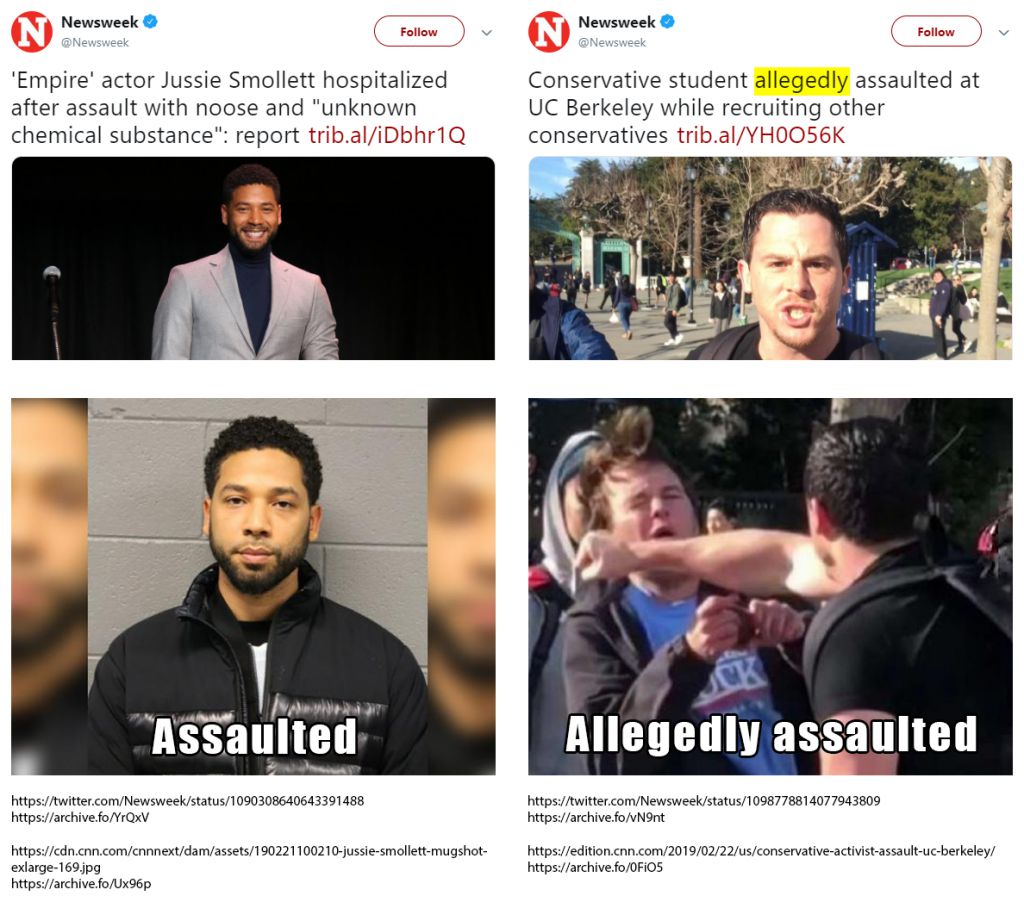 Newsweek
@Newsweek
Follow
'Empire' actor Jussie Smollett hospitalized
after assault with noose and "unknown
chemical substance": report trib.al/iDbhr1Q
Assaulted
https://twitter.com/Newsweek/status/1090308640643391488
https://archive.fo/YrQxV
https://cdn.cnn.com/cnnnext/dam/assets/190221100210-jussie-smollett-mugshot-
exlarge-169.jpg
https://archive.fo/Ux96p
Newsweek
@Newsweek
Follow
Conservative student allegedly assaulted at
UC Berkeley while recruiting other
conservatives trib.al/YH0O56K
CK
Allegedly assaulted
https://twitter.com/Newsweek/status/1098778814077943809
https://archive.fo/vN9nt
https://edition.cnn.com/2019/02/22/us/conservative-activist-assault-uc-berkeley/
https://archive.fo/0FiO5